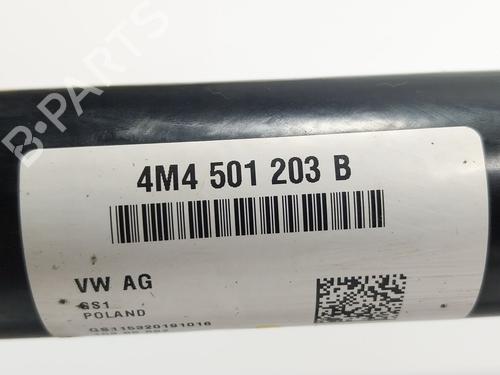 B-PARTS
4M4 501 203 B
VW AG
GS1
POLAND
GS115320191016